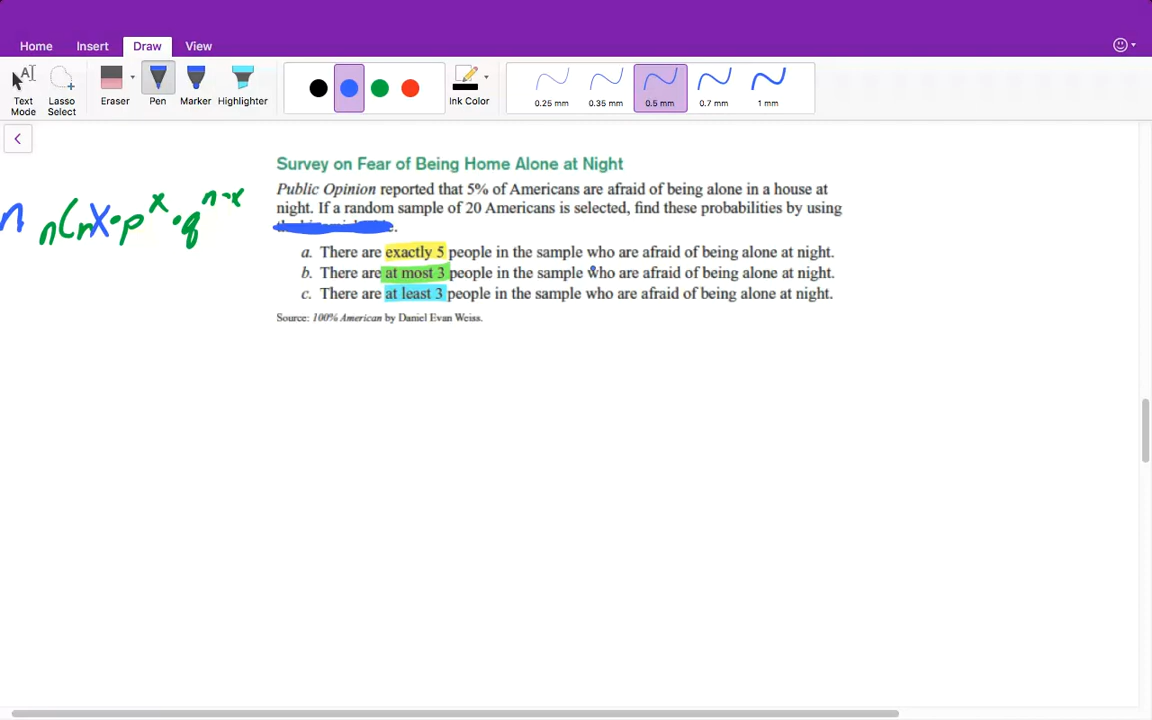 Home Insert Draw View
Text Mode
Lasso Select
Eraser
Pen
Marker
Highlighter
Ink Color
0.25 mm
0.35 mm
0.5 mm
0.7 mm
1 mm
Survey on Fear of Being Home Alone at Night
Public Opinion reported that 5% of Americans are afraid of being alone in a house at
night. If a random sample of 20 Americans is selected, find these probabilities by using
a. There are exactly 5 people in the sample who are afraid of being alone at night.
b. There are at most 3 people in the sample who are afraid of being alone at night.
c. There are at least 3 people in the sample who are afraid of being alone at night.
Source: 100% American by Daniel Evan Weiss.